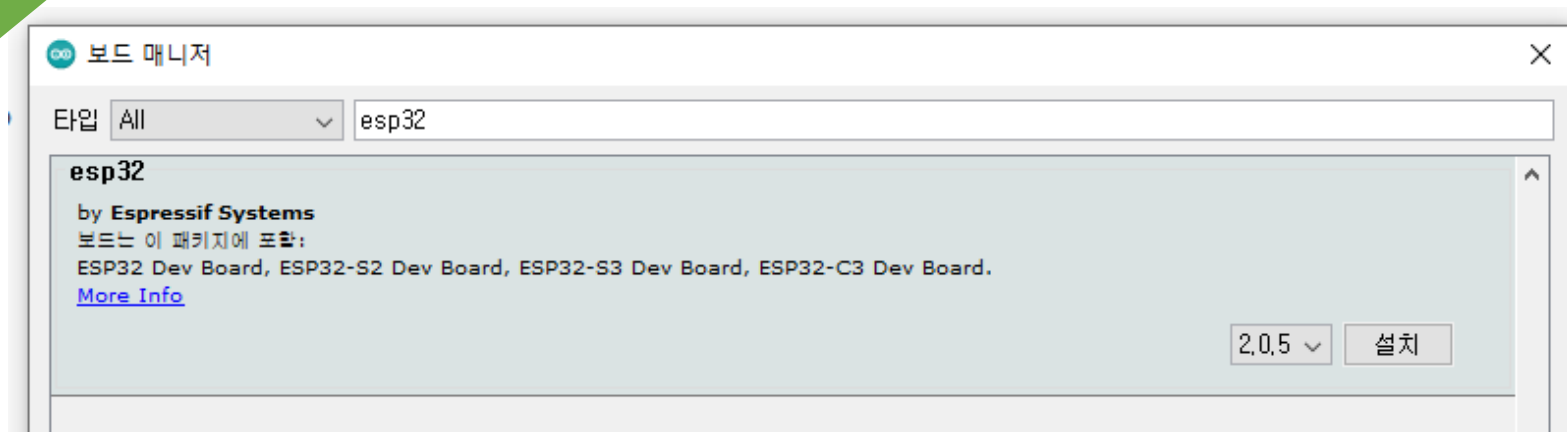 보드 매니저
타입 All esp32
esp32
by Espressif Systems
보드는 이 패키지에 포함:
ESP32 Dev Board, ESP32-S2 Dev Board, ESP32-S3 Dev Board, ESP32-C3 Dev Board.
More Info
2.0.5 설치